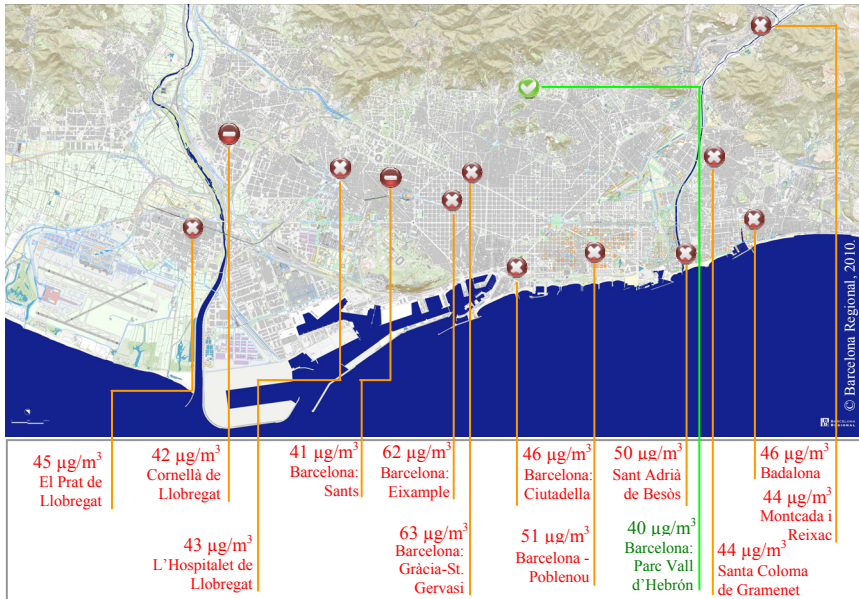 © Barcelona Regional, 2010.
BARCELONA
REGIONAL
45 µg/m³
El Prat de
Llobregat
42 µg/m³
Cornellà de
Llobregat
43 µg/m³
L'Hospitalet de
Llobregat
41 µg/m³
Barcelona:
Sants
62 µg/m³
Barcelona:
Eixample
63 µg/m³
Barcelona:
Gràcia-St.
Gervasi
46 µg/m³
Barcelona:
Ciutadella
51 µg/m³
Barcelona -
Poblenou
50 µg/m³
Sant Adrià
de Besòs
40 µg/m³
Barcelona:
Parc Vall
d'Hebrón
46 µg/m³
Badalona
44 µg/m³
Montcada i
Reixac
44 µg/m³
Santa Coloma
de Gramenet